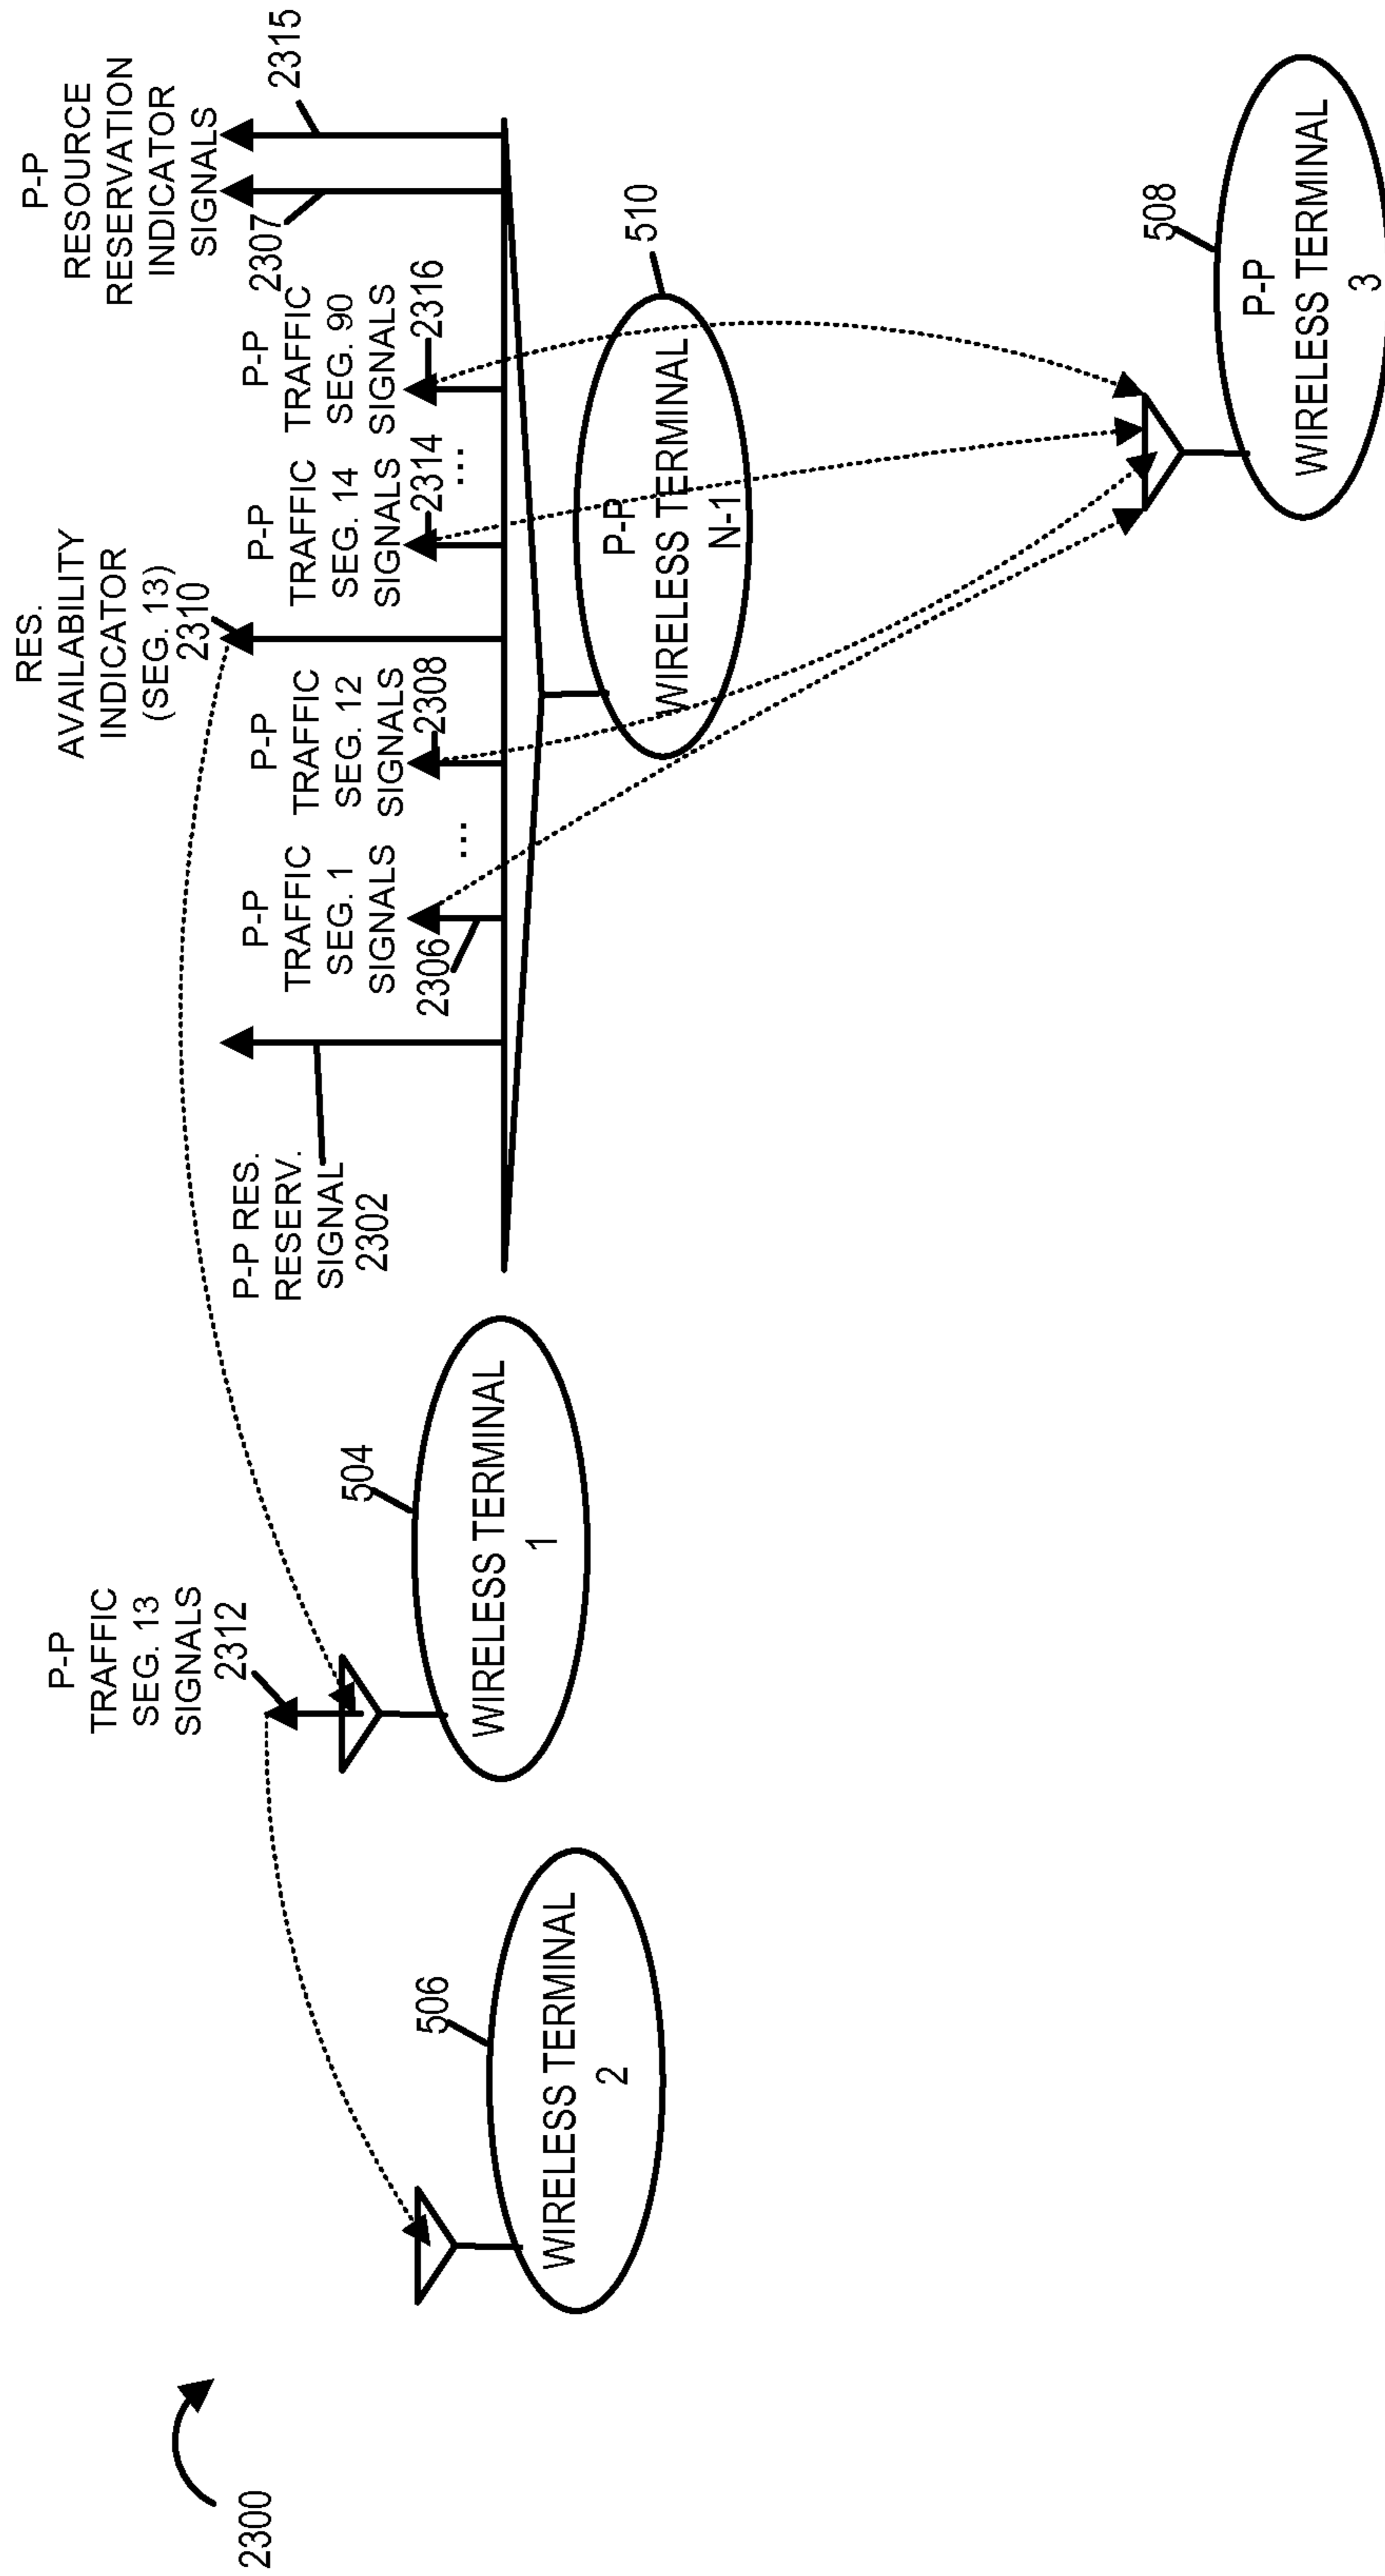 2300
506
WIRELESS TERMINAL
2
P-P
TRAFFIC
SEG. 13
SIGNALS
2312
504
WIRELESS TERMINAL
1
P-P RES.
RESERV.
SIGNAL
2302
P-P
TRAFFIC
SEG. 1
SIGNALS
2306
...
P-P
TRAFFIC
SEG. 12
SIGNALS
2308
RES.
AVAILABILITY
INDICATOR
(SEG. 13)
2310
P-P
TRAFFIC
SEG. 14
SIGNALS
2314
...
P-P
TRAFFIC
SEG. 90
SIGNALS
2316
P-P
RESOURCE
RESERVATION
INDICATOR
SIGNALS
2307
2315
510
P-P
WIRELESS TERMINAL
N-1
508
P-P
WIRELESS TERMINAL
3